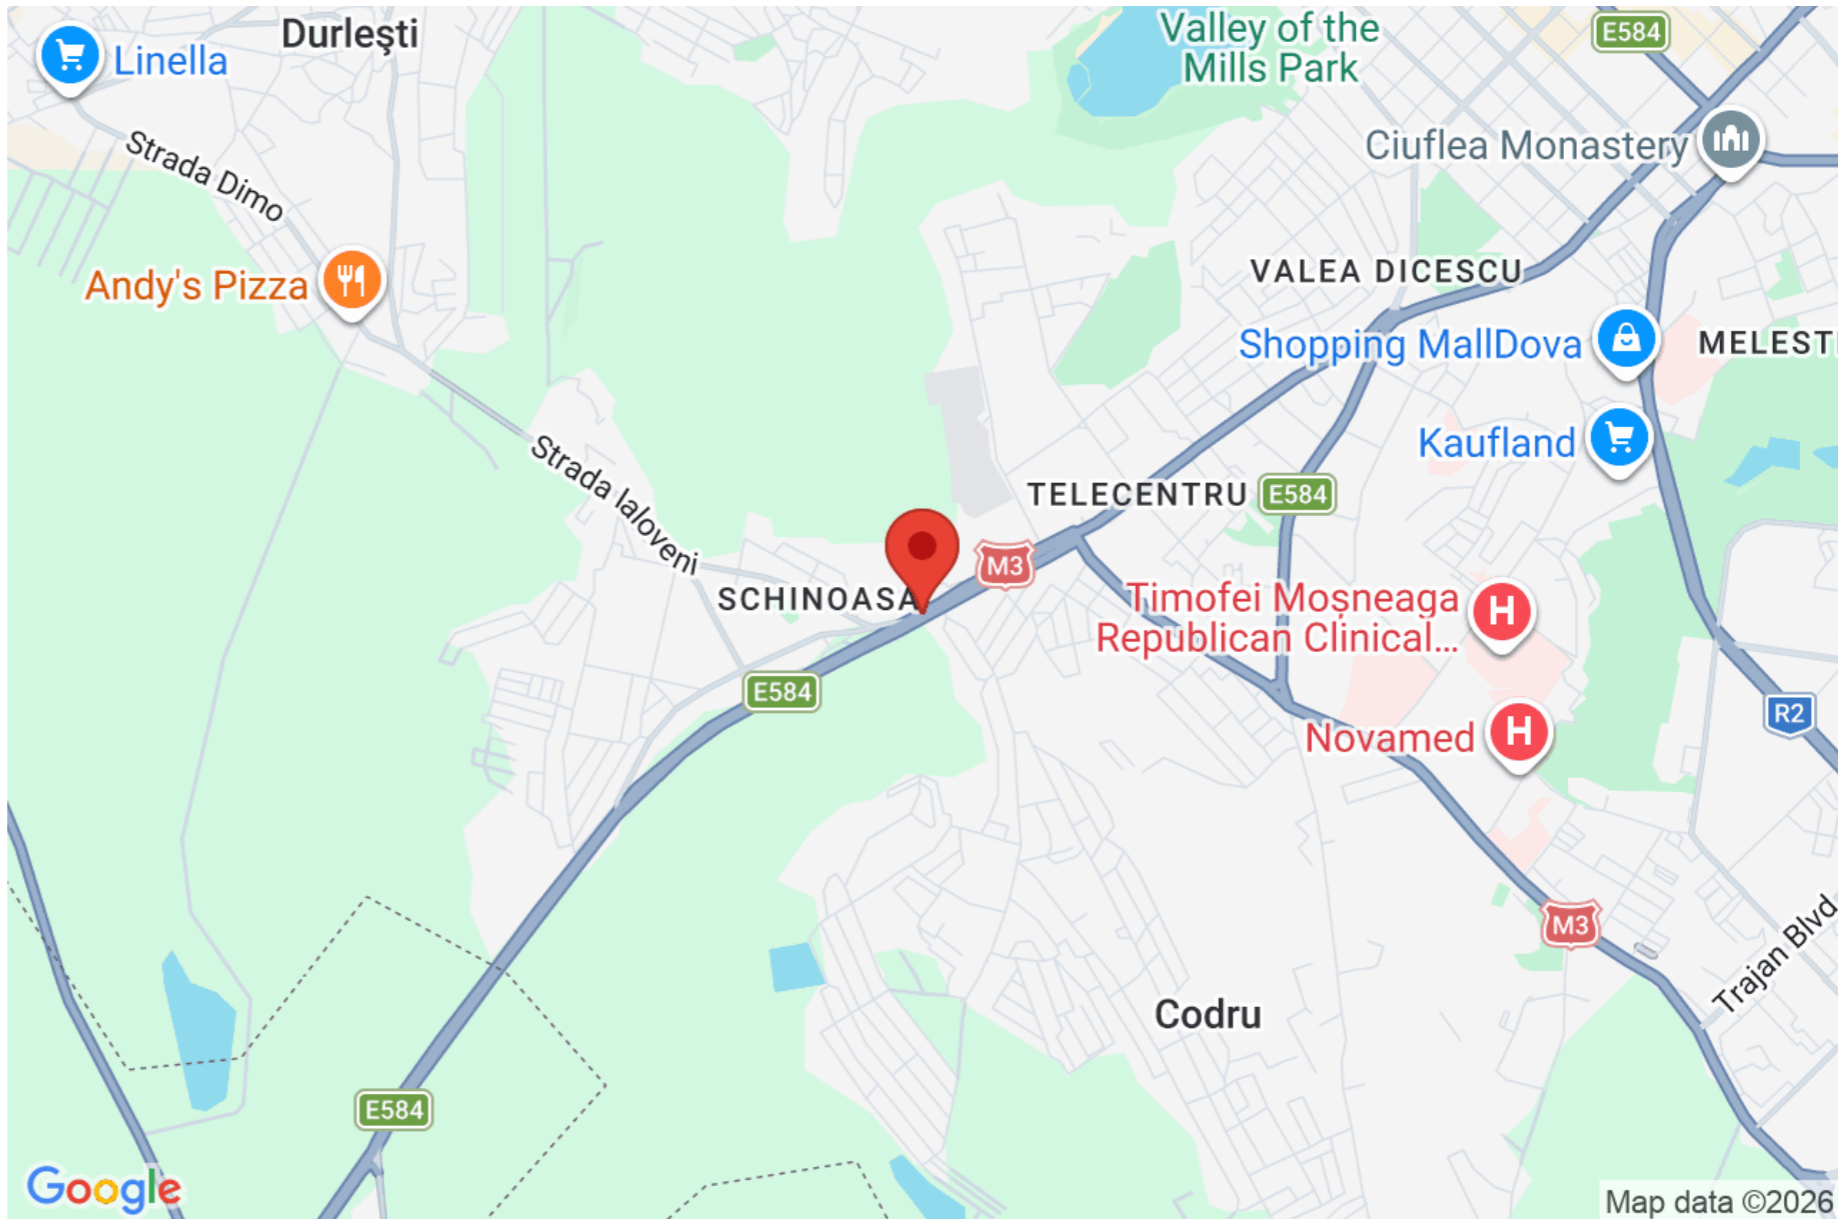 Durleşti
Valley of the
Mills Park
E584
Linella
Strada Dimo
Ciuflea Monastery
Andy's Pizza
VALEA DICESCU
Shopping MallDova
MELESTI
Kaufland
Strada Ialoveni
TELECENTRU
E584
M3
SCHINOASA
Timofei Moșneaga
Republican Clinical...
E584
Novamed
R2
M3
Trajan Blvd
Codru
E584
Google
Map data ©2026